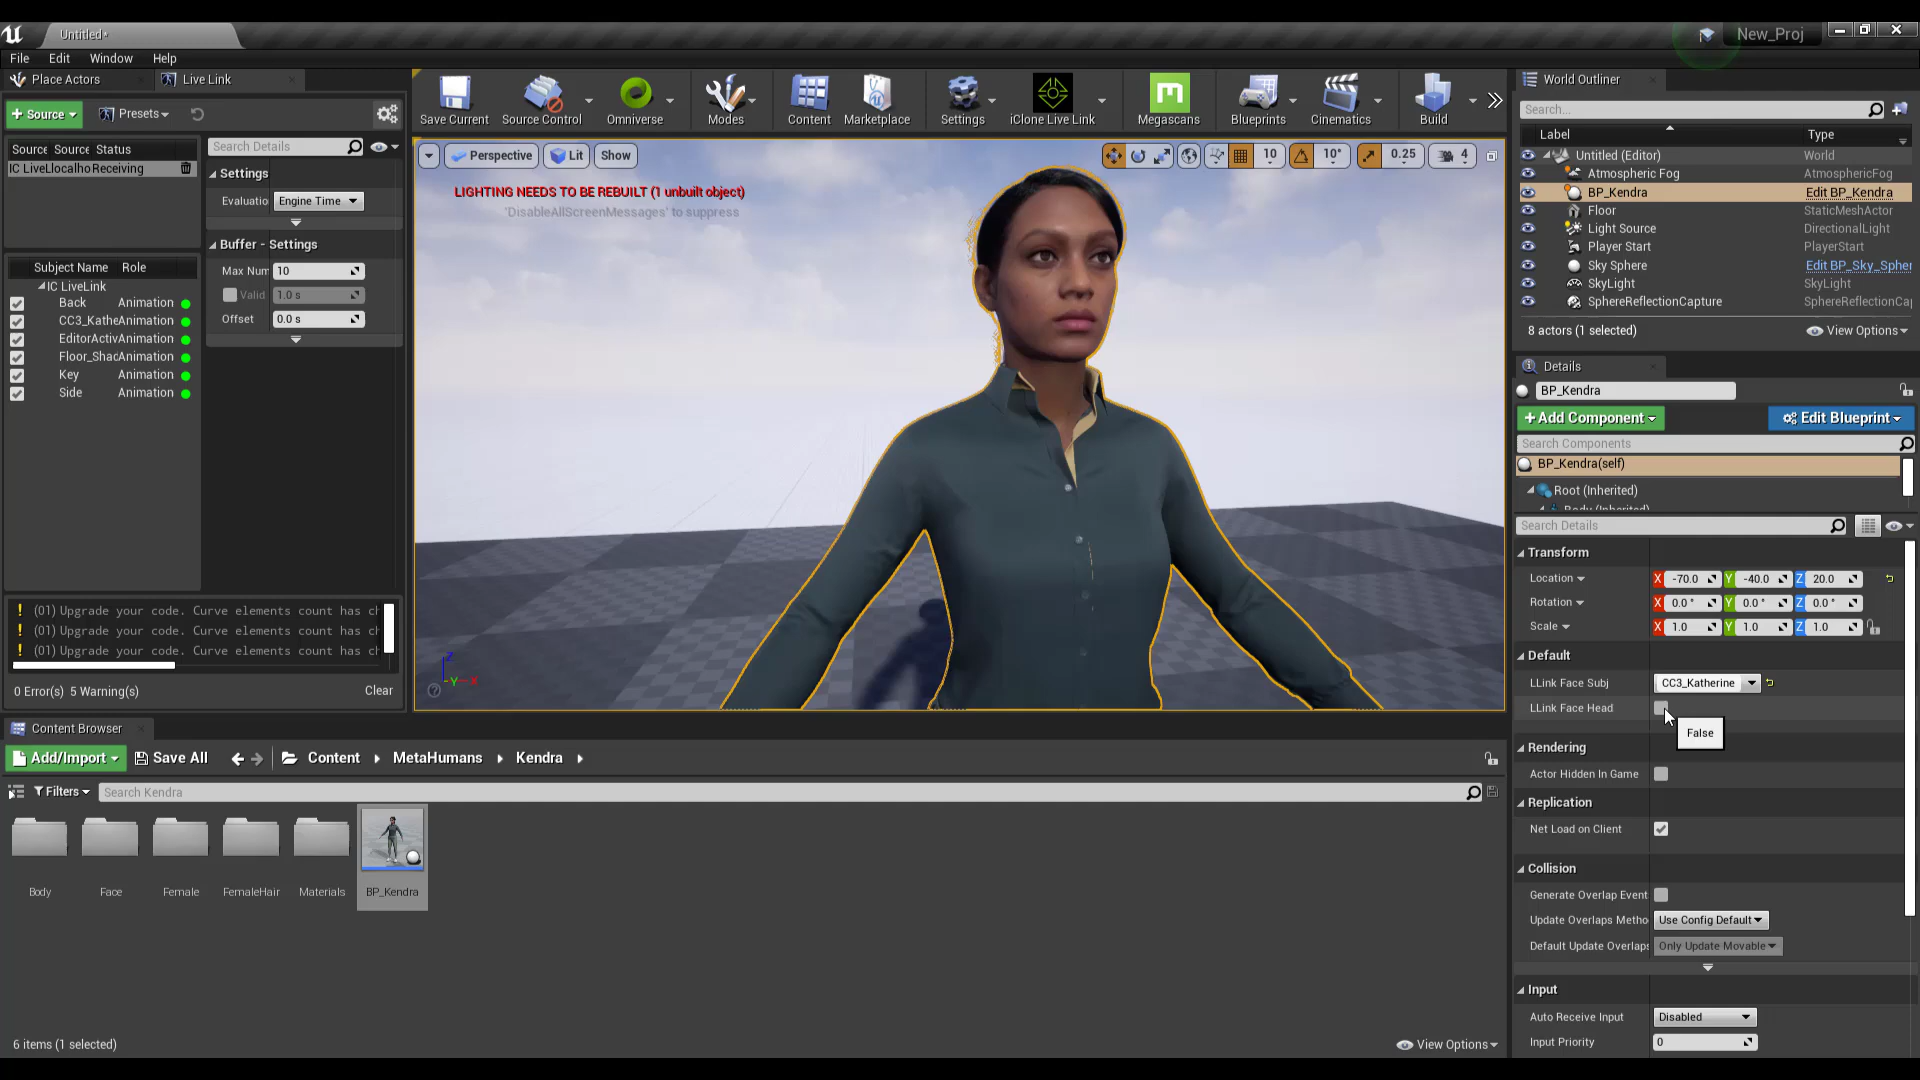 Untitled*
New_Proj
File Edit Window Help
Place Actors
Live Link
+ Source
Presets
Save Current
Source Control
Omniverse
Modes
Content
Marketplace
Settings
iClone Live Link
Megascans
Blueprints
Cinematics
Build
Source Source Status
IC LiveLlocalho Receiving
Search Details
Settings
Evaluatio Engine Time
Buffer - Settings
Max Num 10
Valid 1.0 s
Offset 0.0 s
Subject Name Role
IC LiveLink
Back Animation
CC3_KatheAnimation
EditorActivAnimation
Floor_ShacAnimation
Key Animation
Side Animation
! (01) Upgrade your code. Curve elements count has ch
! (01) Upgrade your code. Curve elements count has ch
! (01) Upgrade your code. Curve elements count has ch
0 Error(s) 5 Warning(s) Clear
Perspective Lit Show
10 10° 0.25 4
LIGHTING NEEDS TO BE REBUILT (1 unbuilt object)
'DisableAllScreenMessages' to suppress
Z
Y X
World Outliner
Search...
Label Type
Untitled (Editor) World
Atmospheric Fog AtmosphericFog
BP_Kendra Edit BP_Kendra
Floor StaticMeshActor
Light Source DirectionalLight
Player Start PlayerStart
Sky Sphere Edit BP_Sky_Spher
SkyLight SkyLight
SphereReflectionCapture SphereReflectionCa
8 actors (1 selected) View Options
Details
BP_Kendra
+ Add Component Edit Blueprint
Search Components
BP_Kendra(self)
Root (Inherited)
Body (Inherited)
Search Details
Transform
Location X -70.0 Y -40.0 Z 20.0
Rotation X 0.0 ° Y 0.0 ° Z 0.0 °
Scale X 1.0 Y 1.0 Z 1.0
Default
LLink Face Subj CC3_Katherine
LLink Face Head
False
Rendering
Actor Hidden In Game
Replication
Net Load on Client
Collision
Generate Overlap Event
Update Overlaps Metho Use Config Default
Default Update Overlaps Only Update Movable
Input
Auto Receive Input Disabled
Input Priority 0
Content Browser
Add/Import Save All Content MetaHumans Kendra
Filters Search Kendra
Body
Face
Female
FemaleHair
Materials
BP_Kendra
6 items (1 selected) View Options